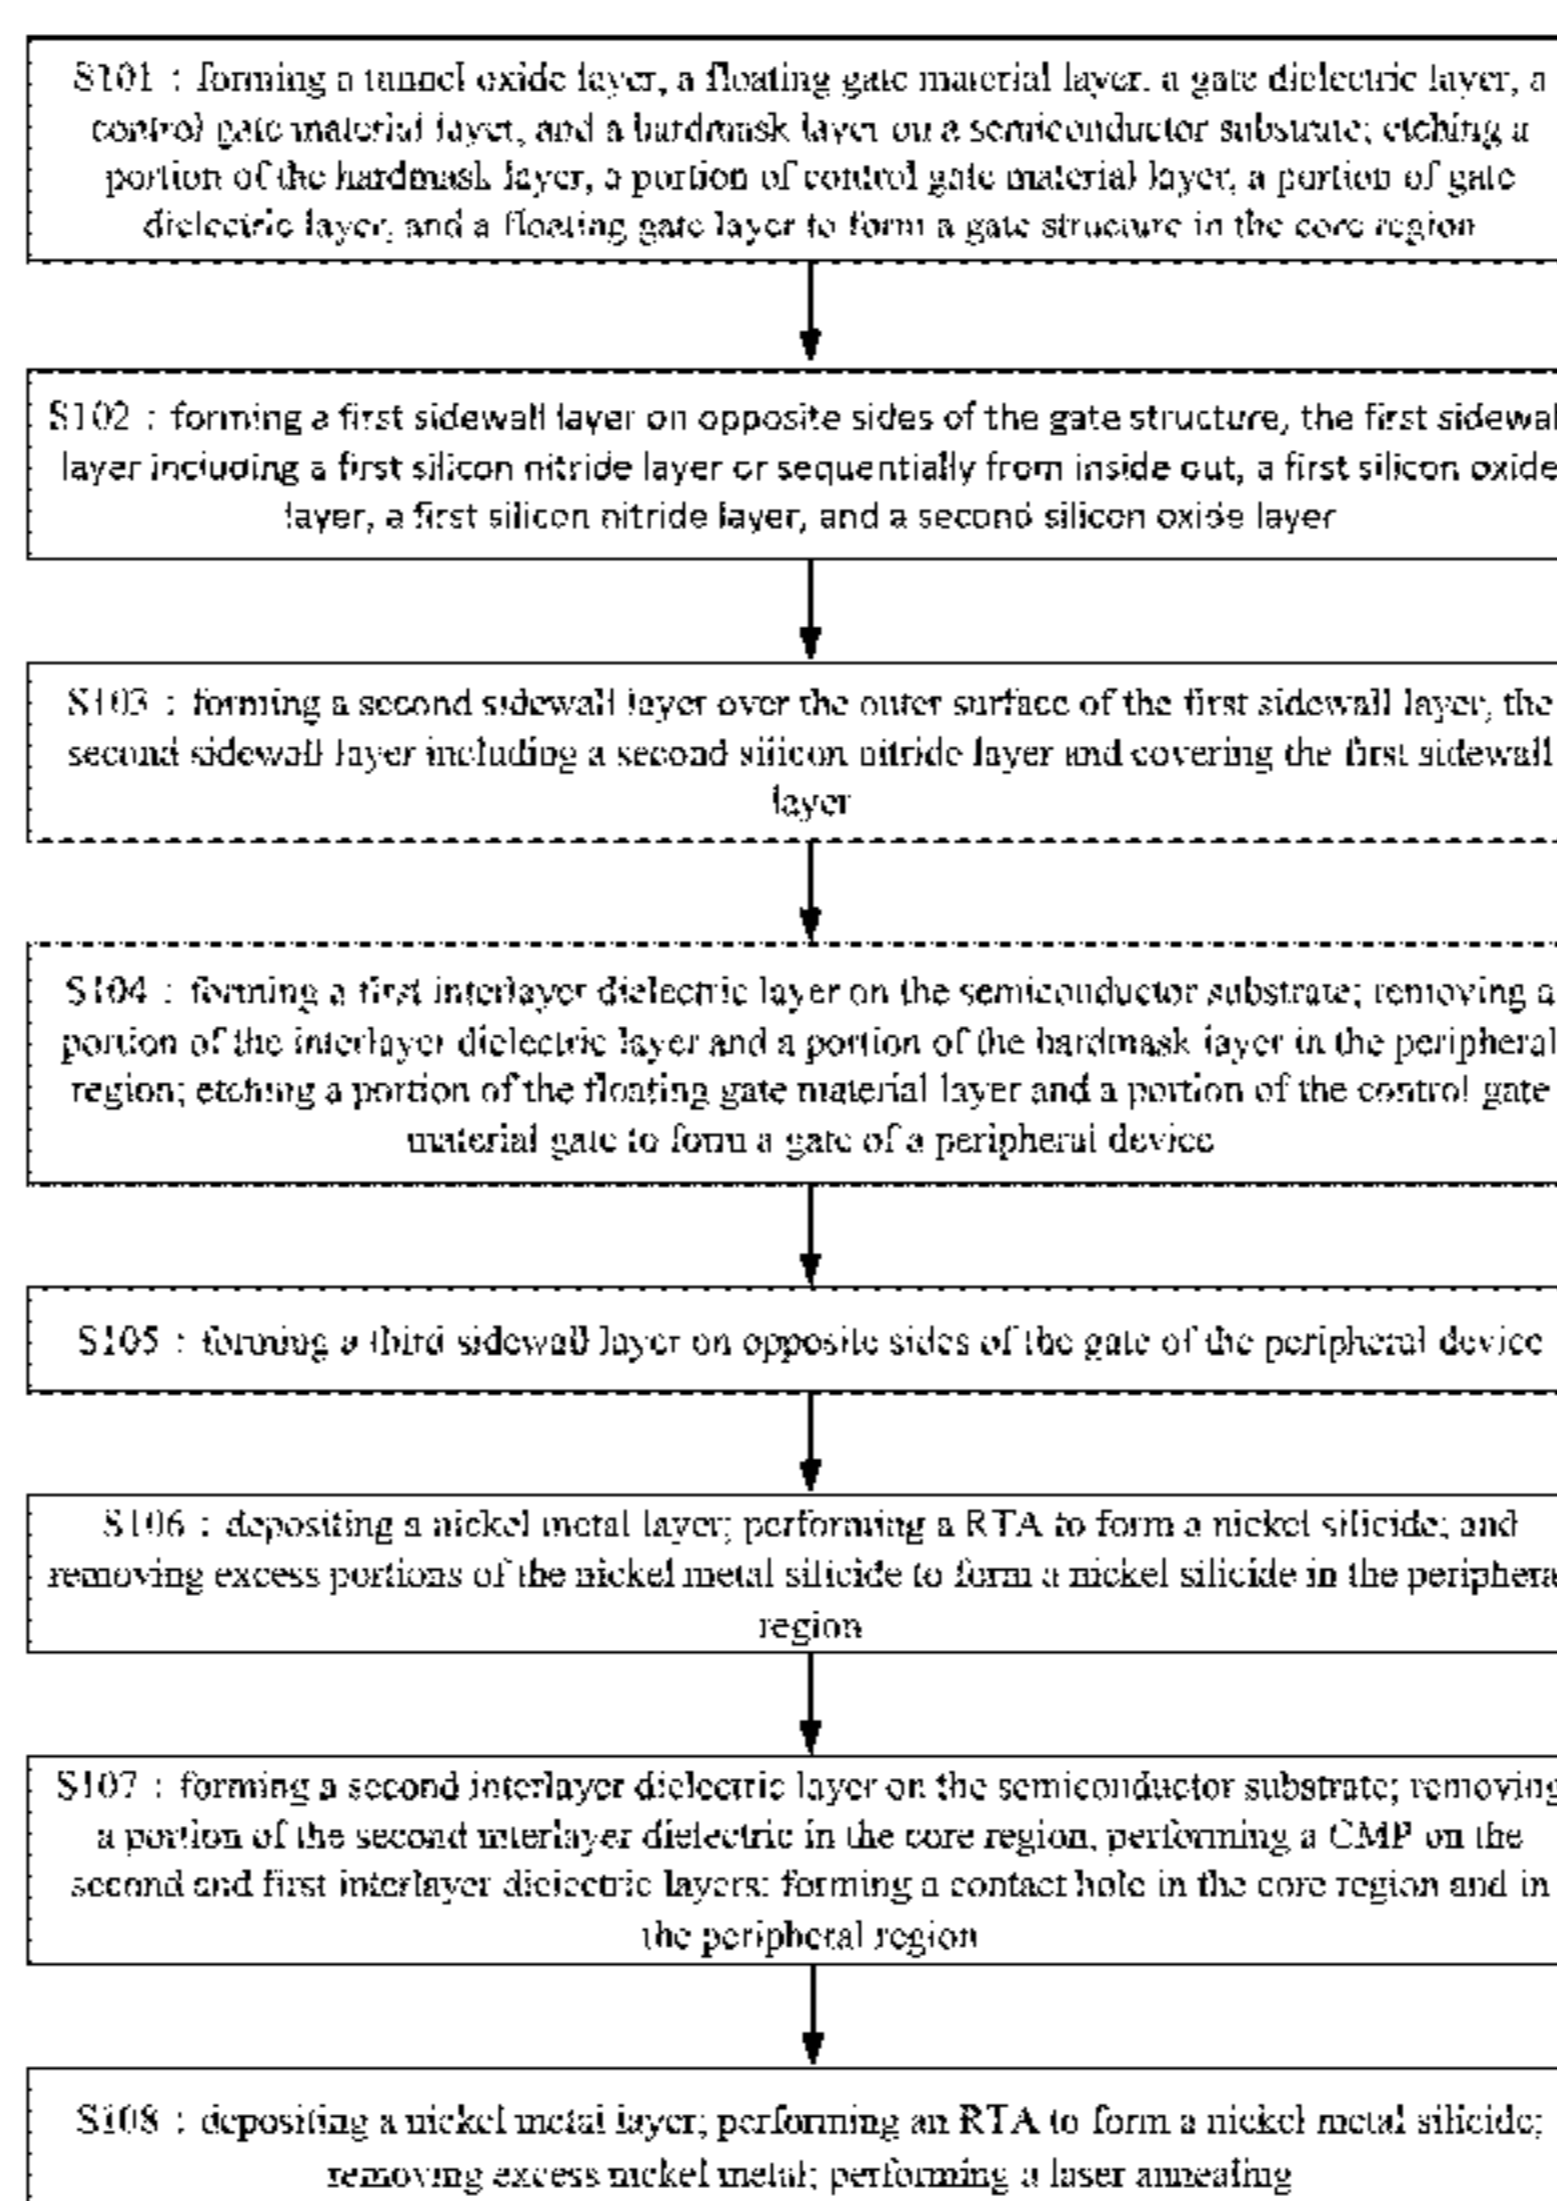 S101 : forming a tunnel oxide layer, a floating gate material layer. a gate dielectric layer, a
control gate material layer, and a hardmask layer on a semiconductor substrate; etching a
portion of the hardmask layer, a portion of control gate material layer, a portion of gate
dielectric layer, and a floating gate layer to form a gate structure in the core region
S102 : forming a first sidewall layer on opposite sides of the gate structure, the first sidewal
layer including a first silicon nitride layer or sequentially from inside out, a first silicon oxide
layer, a first silicon nitride layer, and a second silicon oxide layer
S103 : forming a second sidewall layer over the outer surface of the first sidewall layer, the
second sidewall layer including a second silicon nitride layer and covering the first sidewall
layer
S104 : forming a first interlayer dielectric layer on the semiconductor substrate; removing a
portion of the interlayer dielectric layer and a portion of the hardmask layer in the peripheral
region; etching a portion of the floating gate material layer and a portion of the control gate
material gate to form a gate of a peripheral device
S105 : forming a third sidewall layer on opposite sides of the gate of the peripheral device
S106 : depositing a nickel metal layer; performing a RTA to form a nickel silicide; and
removing excess portions of the nickel metal silicide to form a nickel silicide in the periphera
region
S107 : forming a second interlayer dielectric layer on the semiconductor substrate; removing
a portion of the second interlayer dielectric in the core region, performing a CMP on the
second and first interlayer dielectric layers; forming a contact hole in the core region and in
the peripheral region
S108 : depositing a nickel metal layer; performing an RTA to form a nickel metal silicide;
removing excess nickel metal; performing a laser annealing